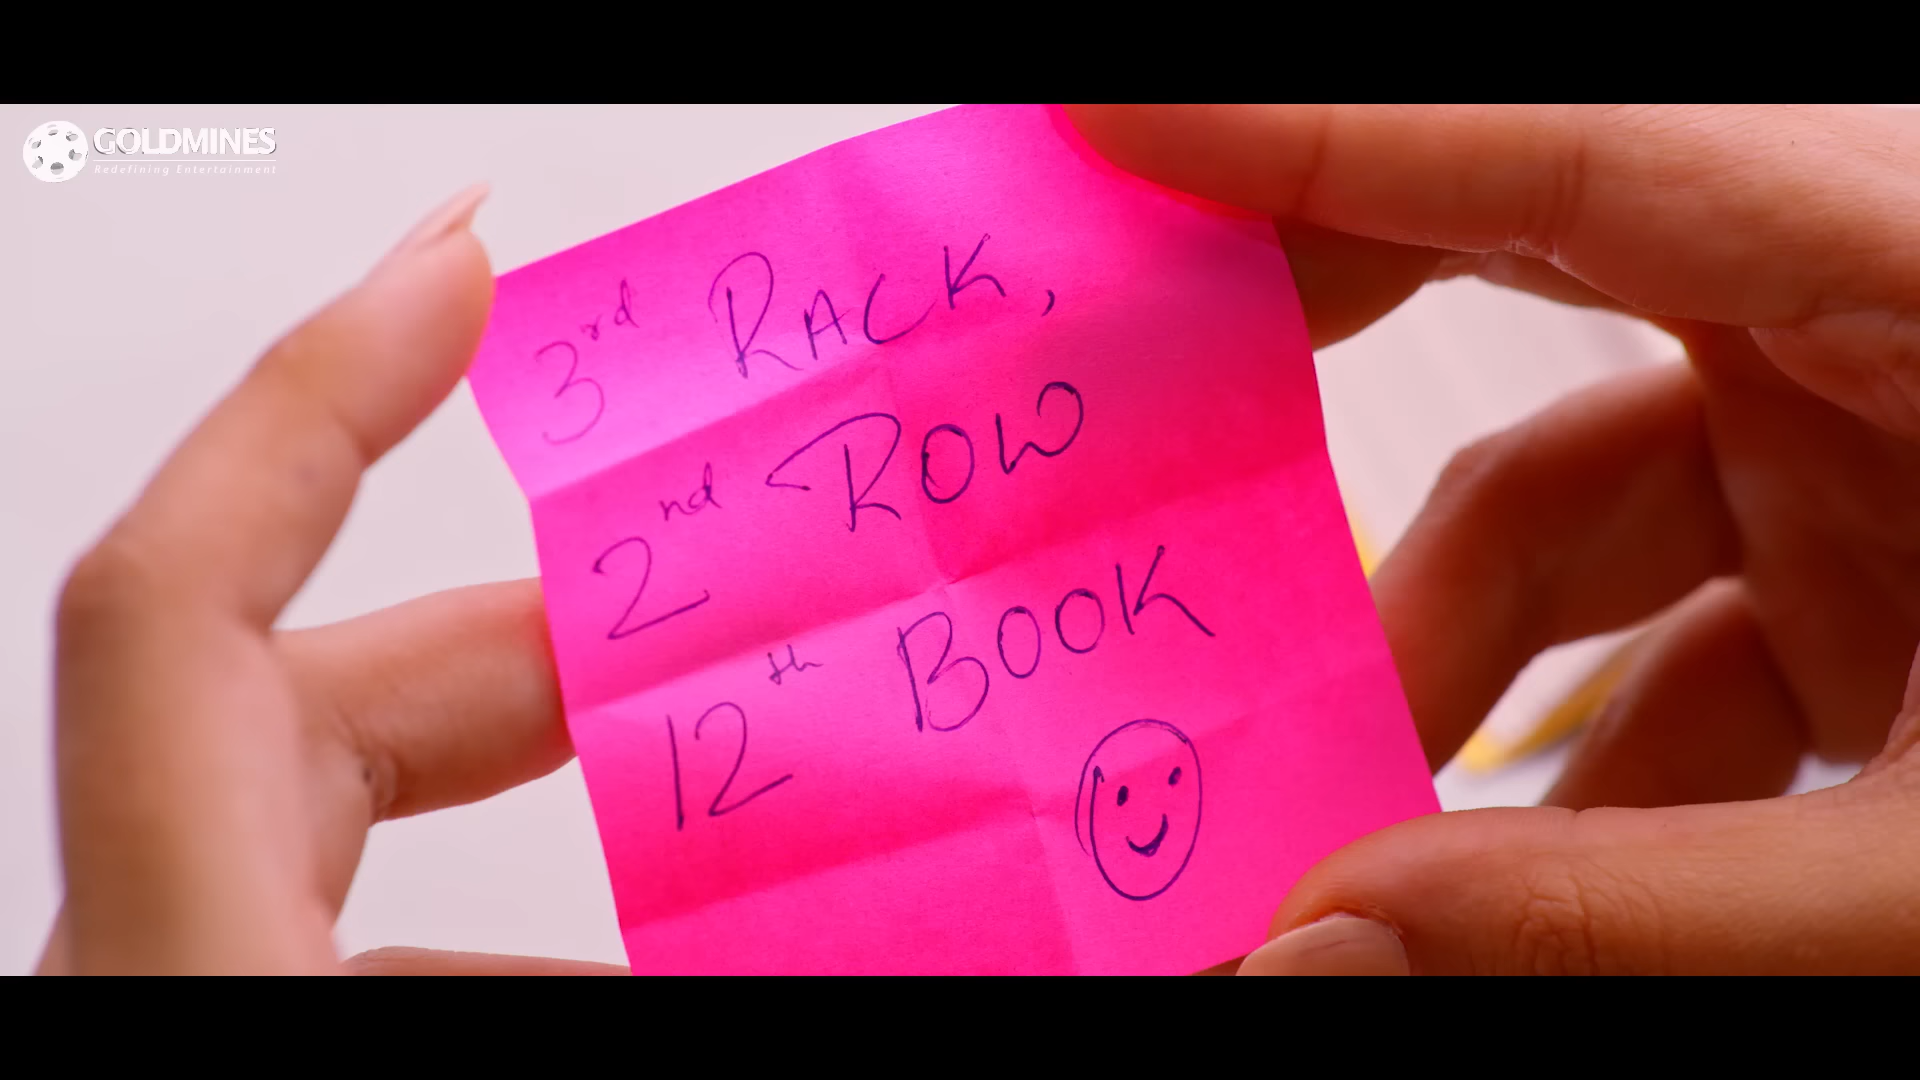 GOLDMINES
Redefining Entertainment
3rd RACK,
2nd ROW
12th BOOK